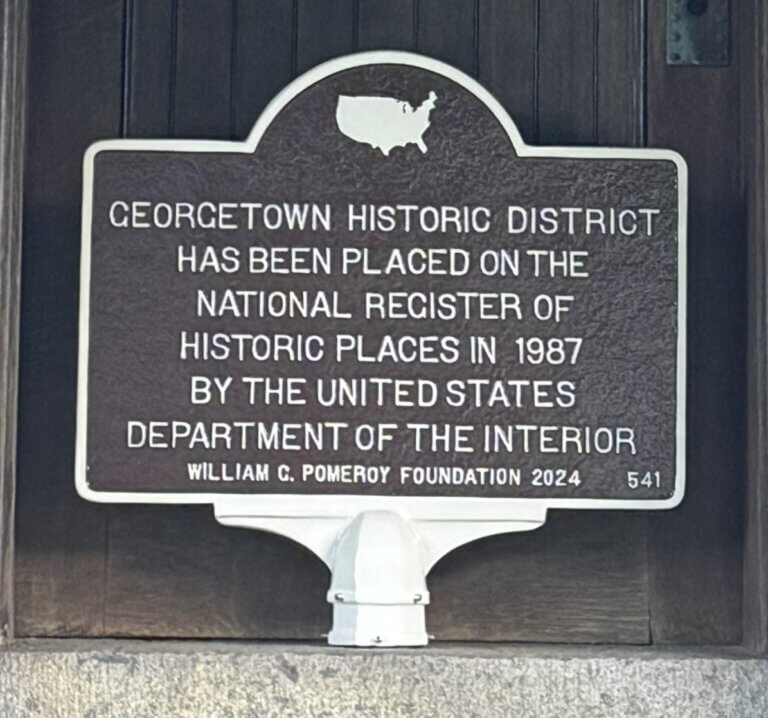 GEORGETOWN HISTORIC DISTRICT
HAS BEEN PLACED ON THE
NATIONAL REGISTER OF
HISTORIC PLACES IN 1987
BY THE UNITED STATES
DEPARTMENT OF THE INTERIOR
WILLIAM G. POMEROY FOUNDATION 2024 541